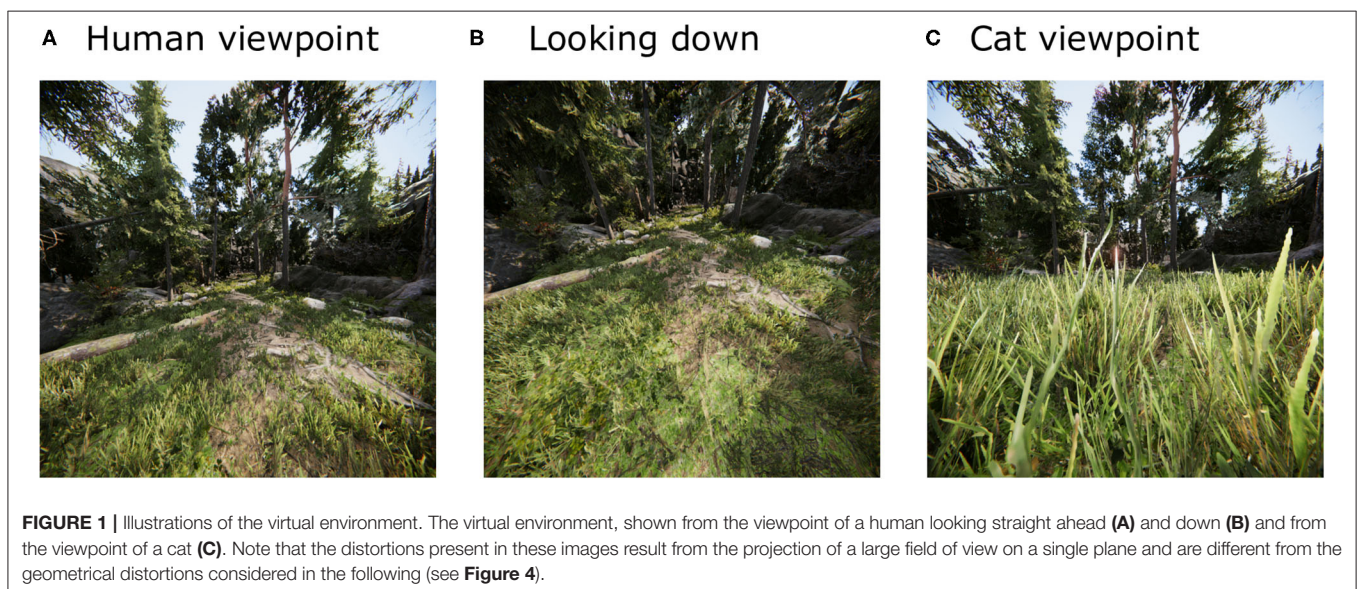 A Human viewpoint
B Looking down
C Cat viewpoint
FIGURE 1 | Illustrations of the virtual environment. The virtual environment, shown from the viewpoint of a human looking straight ahead (A) and down (B) and from
the viewpoint of a cat (C). Note that the distortions present in these images result from the projection of a large field of view on a single plane and are different from the
geometrical distortions considered in the following (see Figure 4).